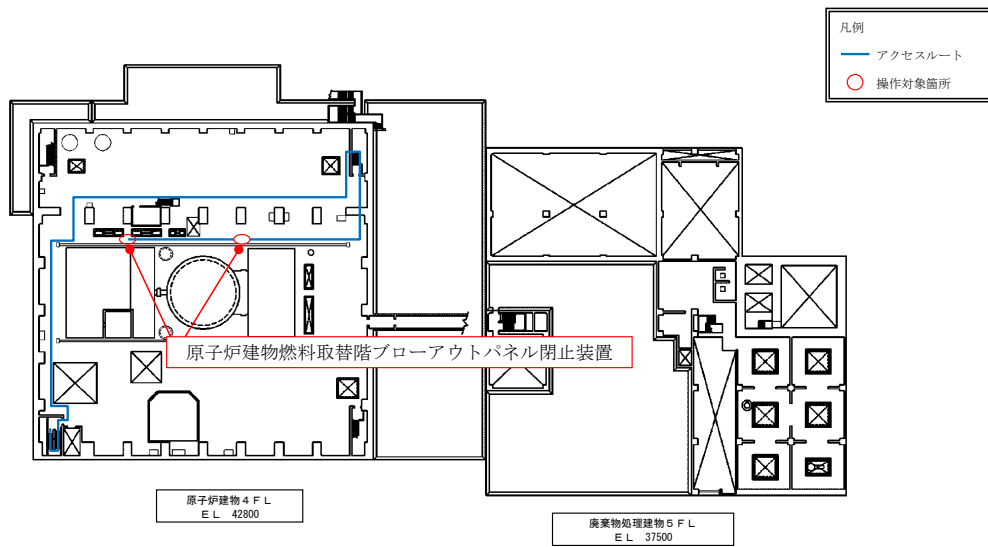 凡例
アクセスルート
操作対象箇所
原子炉建物燃料取替階ブローアウトパネル閉止装置
原子炉建物4FL
EL 42800
廃棄物処理建物5FL
EL 37500